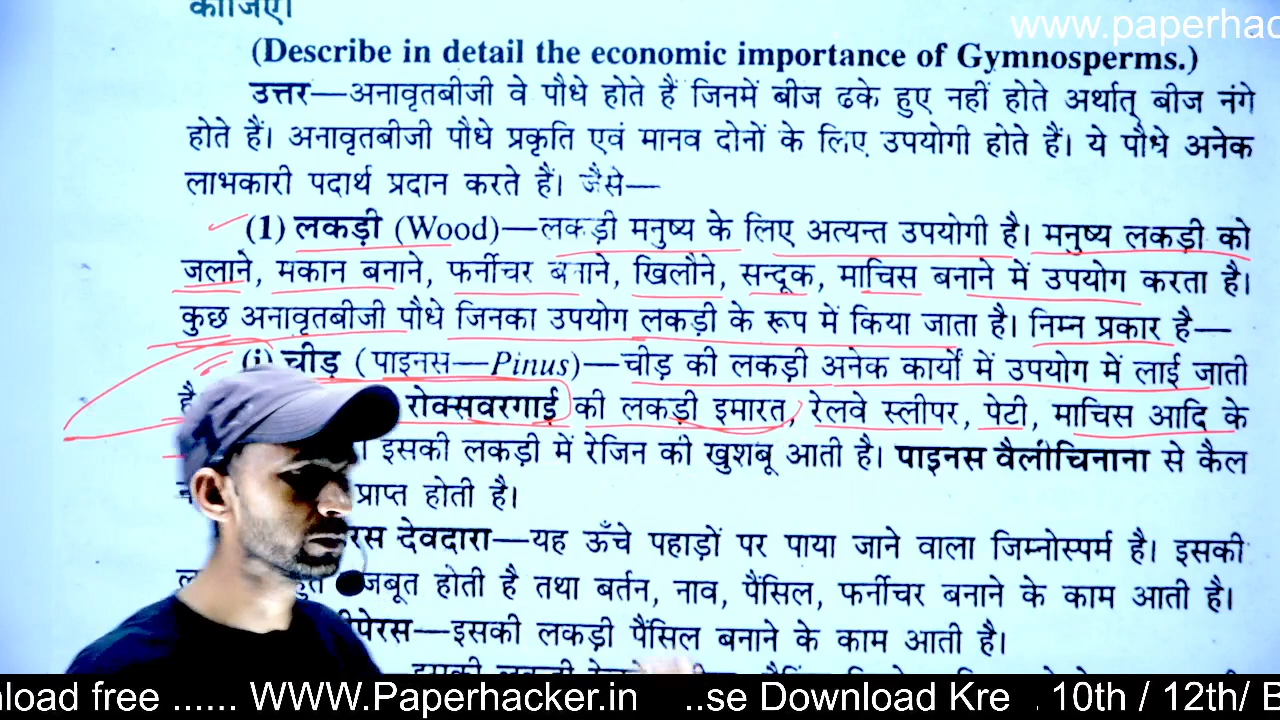 कीजिए।
www.paperhac
(Describe in detail the economic importance of Gymnosperms.)
उत्तर—अनावृतबीजी वे पौधे होते हैं जिनमें बीज ढके हुए नहीं होते अर्थात् बीज नंगे
होते हैं। अनावृतबीजी पौधे प्रकृति एवं मानव दोनों के लिए उपयोगी होते हैं। ये पौधे अनेक
लाभकारी पदार्थ प्रदान करते हैं। जैसे—
(1) लकड़ी (Wood)—लकड़ी मनुष्य के लिए अत्यन्त उपयोगी है। मनुष्य लकड़ी को
जलाने, मकान बनाने, फर्नीचर बनाने, खिलौने, सन्दूक, माचिस बनाने में उपयोग करता है।
कुछ अनावृतबीजी पौधे जिनका उपयोग लकड़ी के रूप में किया जाता है। निम्न प्रकार है—
(i) चीड़ (पाइनस—Pinus)—चीड़ की लकड़ी अनेक कार्यों में उपयोग में लाई जाती
है रोक्सवरगाई की लकड़ी इमारत, रेलवे स्लीपर, पेटी, माचिस आदि के
इसकी लकड़ी में रेजिन की खुशबू आती है। पाइनस वैलीचिनाना से कैल
प्राप्त होती है।
रस देवदारा—यह ऊँचे पहाड़ों पर पाया जाने वाला जिम्नोस्पर्म है। इसकी
जबूत होती है तथा बर्तन, नाव, पैंसिल, फर्नीचर बनाने के काम आती है।
पेरस—इसकी लकड़ी पैंसिल बनाने के काम आती है।
इसकी लकड़ी
nload free ...... WWW.Paperhacker.in ..se Download Kre . 10th / 12th/ B